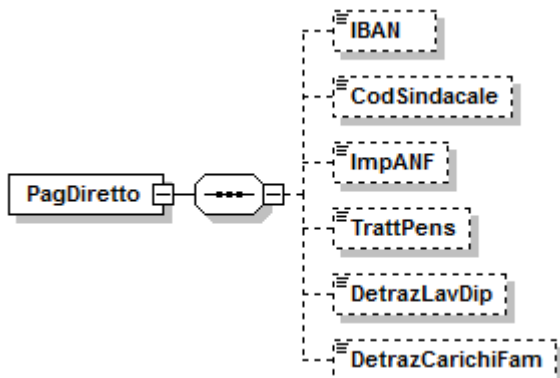 IBAN
CodSindacale
ImpANF
PagDiretto
TrattPens
DetrazLavDip
DetrazCarichiFam